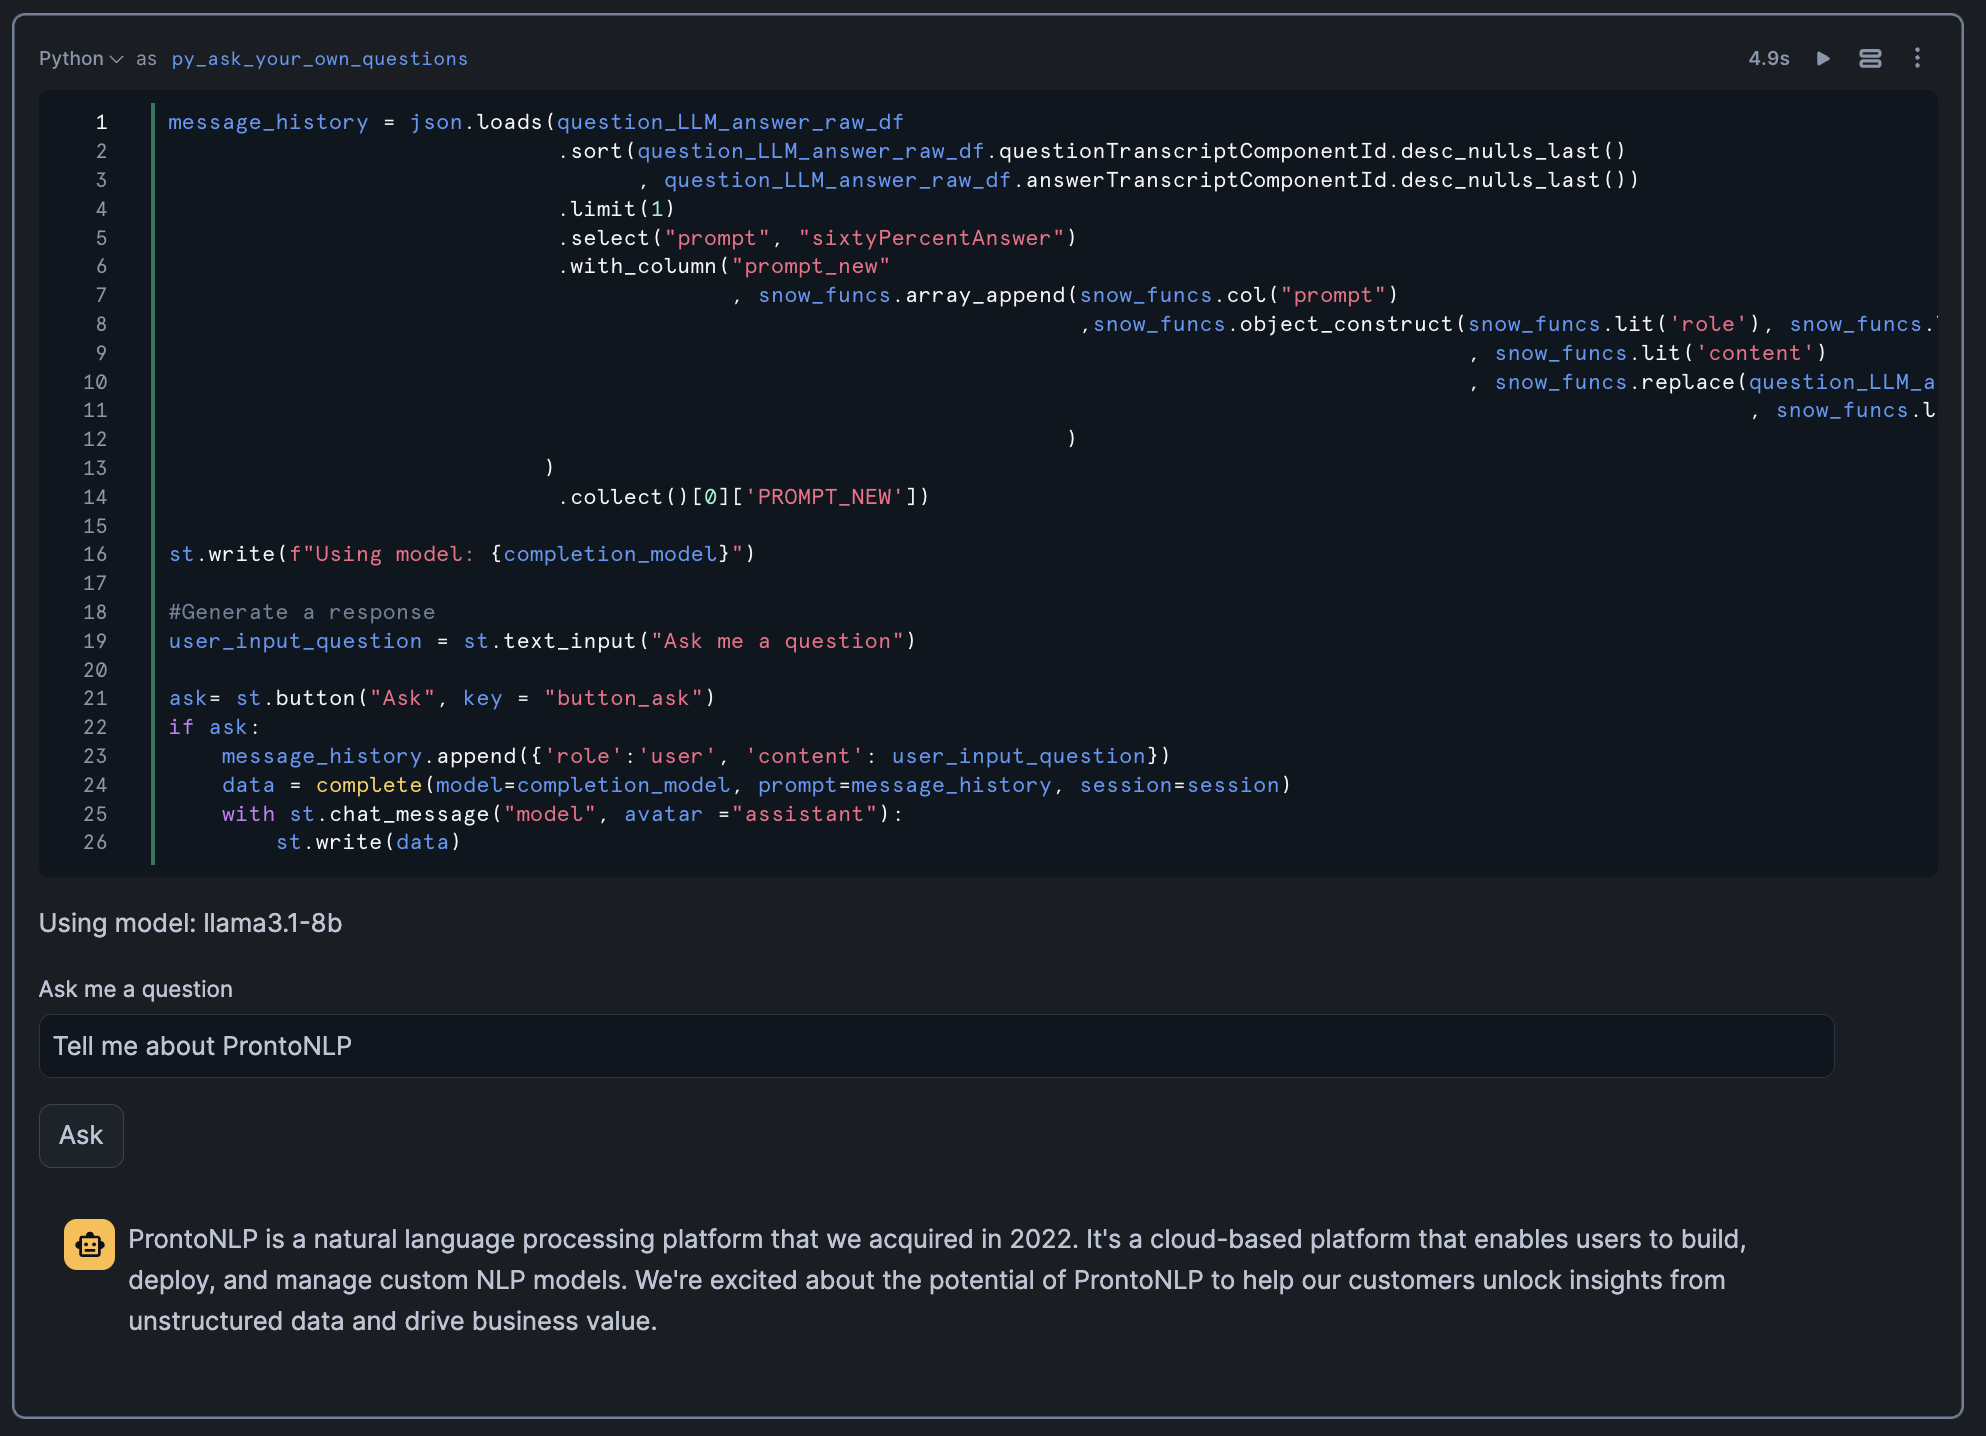 Python as py_ask_your_own_questions 4.9s
1 message_history = json.loads(question_LLM_answer_raw_df
2 .sort(question_LLM_answer_raw_df.questionTranscriptComponentId.desc_nulls_last()
3 , question_LLM_answer_raw_df.answerTranscriptComponentId.desc_nulls_last())
4 .limit(1)
5 .select("prompt", "sixtyPercentAnswer")
6 .with_column("prompt_new"
7 , snow_funcs.array_append(snow_funcs.col("prompt")
8 ,snow_funcs.object_construct(snow_funcs.lit('role'), snow_funcs.
9 , snow_funcs.lit('content')
10 , snow_funcs.replace(question_LLM_a
11 , snow_funcs.l
12 )
13 )
14 .collect()[0]['PROMPT_NEW'])
15
16 st.write(f"Using model: {completion_model}")
17
18 #Generate a response
19 user_input_question = st.text_input("Ask me a question")
20
21 ask= st.button("Ask", key = "button_ask")
22 if ask:
23 message_history.append({'role':'user', 'content': user_input_question})
24 data = complete(model=completion_model, prompt=message_history, session=session)
25 with st.chat_message("model", avatar ="assistant"):
26 st.write(data)
Using model: llama3.1-8b
Ask me a question
Tell me about ProntoNLP
Ask
ProntoNLP is a natural language processing platform that we acquired in 2022. It's a cloud-based platform that enables users to build,
deploy, and manage custom NLP models. We're excited about the potential of ProntoNLP to help our customers unlock insights from
unstructured data and drive business value.